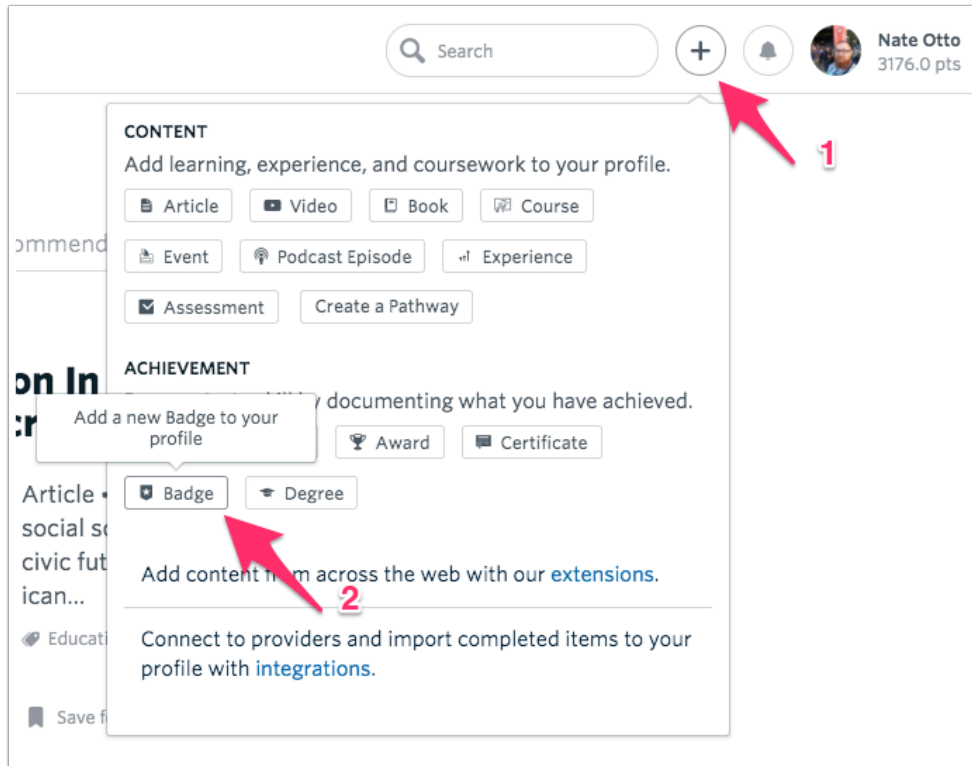 Search
+
Nate Otto
3176.0 pts
1
CONTENT
Add learning, experience, and coursework to your profile.
Article Video Book Course
ommend
Event Podcast Episode Experience
Assessment Create a Pathway
ACHIEVEMENT
on In
by documenting what you have achieved.
Add a new Badge to your
profile
Award Certificate
Badge Degree
Article •
social
civic fut
ican...
2
Add content from across the web with our extensions.
Educati
Connect to providers and import completed items to your
profile with integrations.
Save f